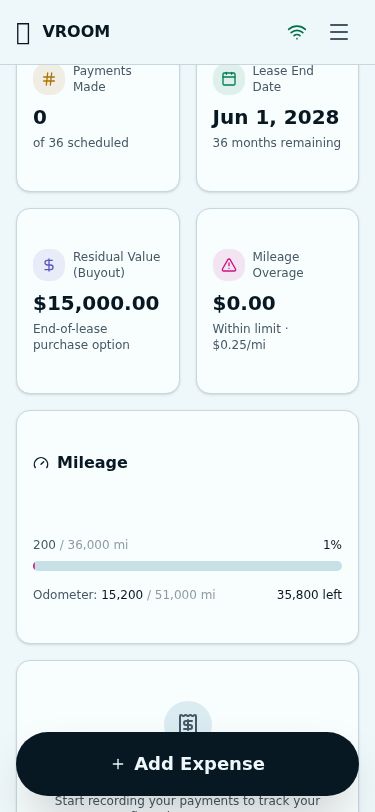 VROOM
Payments
Made
0
of 36 scheduled
Lease End
Date
Jun 1, 2028
36 months remaining
Residual Value
(Buyout)
$15,000.00
End-of-lease
purchase option
Mileage
Overage
$0.00
Within limit ·
$0.25/mi
Mileage
200 / 36,000 mi
1%
Odometer: 15,200 / 51,000 mi
35,800 left
+ Add Expense
Start recording your payments to track your